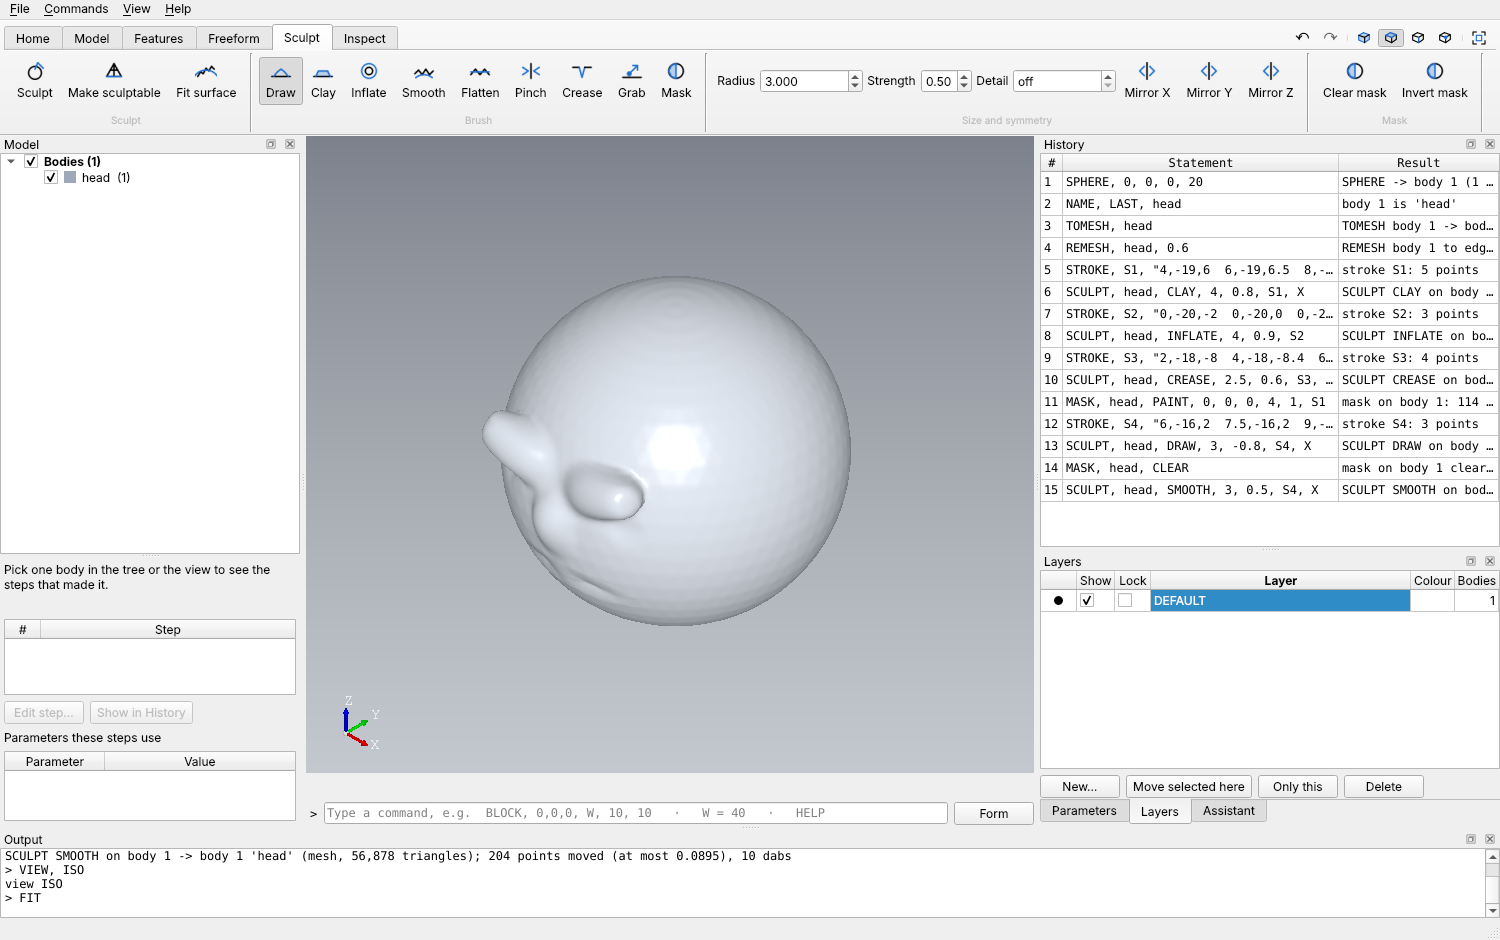 File Commands View Help
Home Model Features Freeform Sculpt Inspect
Sculpt Make sculptable Fit surface Draw Clay Inflate Smooth Flatten Pinch Crease Grab Mask Radius 3.000 Strength 0.50 Detail off Mirror X Mirror Y Mirror Z Clear mask Invert mask
Sculpt Brush Size and symmetry Mask
Model
Bodies (1)
head (1)
Pick one body in the tree or the view to see the
steps that made it.
# Step
Edit step... Show in History
Parameters these steps use
Parameter Value
Z
Y
X
> Type a command, e.g. BLOCK, 0,0,0, W, 10, 10 · W = 40 · HELP Form
History
# Statement Result
1 SPHERE, 0, 0, 0, 20 SPHERE -> body 1 (1 …
2 NAME, LAST, head body 1 is 'head'
3 TOMESH, head TOMESH body 1 -> bod…
4 REMESH, head, 0.6 REMESH body 1 to edg…
5 STROKE, S1, "4,-19,6 6,-19,6.5 8,-… stroke S1: 5 points
6 SCULPT, head, CLAY, 4, 0.8, S1, X SCULPT CLAY on body …
7 STROKE, S2, "0,-20,-2 0,-20,0 0,-2… stroke S2: 3 points
8 SCULPT, head, INFLATE, 4, 0.9, S2 SCULPT INFLATE on bo…
9 STROKE, S3, "2,-18,-8 4,-18,-8.4 6… stroke S3: 4 points
10 SCULPT, head, CREASE, 2.5, 0.6, S3, … SCULPT CREASE on bod…
11 MASK, head, PAINT, 0, 0, 0, 4, 1, S1 mask on body 1: 114 …
12 STROKE, S4, "6,-16,2 7.5,-16,2 9,-… stroke S4: 3 points
13 SCULPT, head, DRAW, 3, -0.8, S4, X SCULPT DRAW on body …
14 MASK, head, CLEAR mask on body 1 clear…
15 SCULPT, head, SMOOTH, 3, 0.5, S4, X SCULPT SMOOTH on bod…
Layers
Show Lock Layer Colour Bodies
DEFAULT 1
New... Move selected here Only this Delete
Parameters Layers Assistant
Output
SCULPT SMOOTH on body 1 -> body 1 'head' (mesh, 56,878 triangles); 204 points moved (at most 0.0895), 10 dabs
> VIEW, ISO
view ISO
> FIT